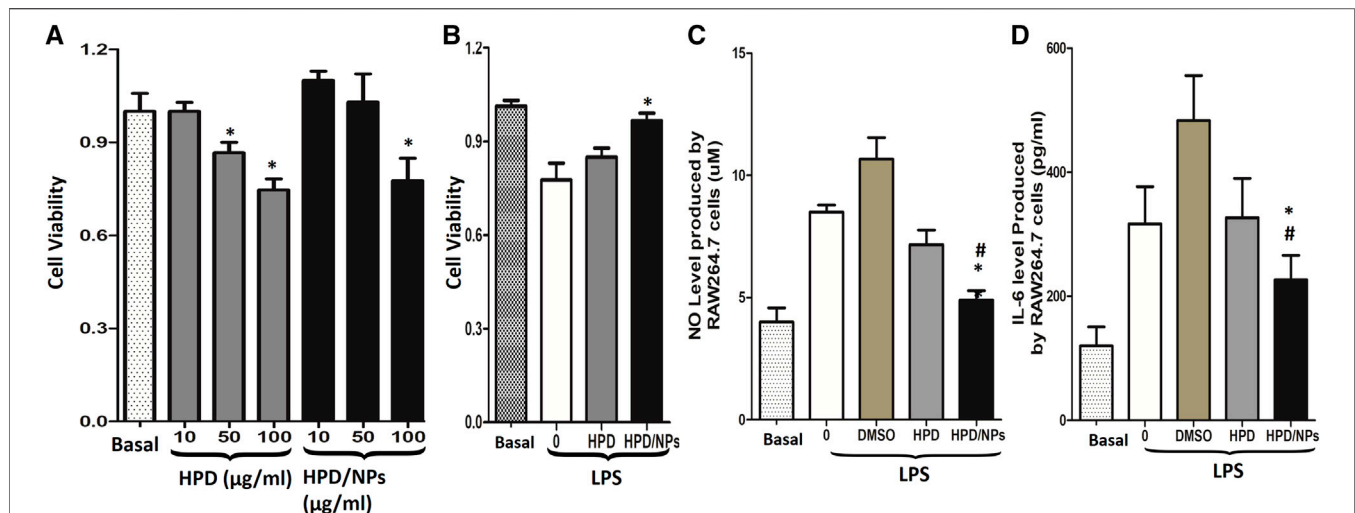 A
Cell Viability
1.2
0.9
0.6
0.3
0.0
*
*
*
Basal
10
50
100
10
50
100
HPD (µg/ml)
HPD/NPs
(µg/ml)
B
Cell Viability
1.2
0.9
0.6
0.3
0.0
*
Basal
0
HPD
HPD/NPs
LPS
C
NO Level produced by
RAW264.7 cells (uM)
15
10
5
0
#
*
*
Basal
0
DMSO
HPD
HPD/NPs
LPS
D
IL-6 level Produced
by RAW264.7 cells (pg/ml)
600
400
200
0
*
#
Basal
0
DMSO
HPD
HPD/NPs
LPS